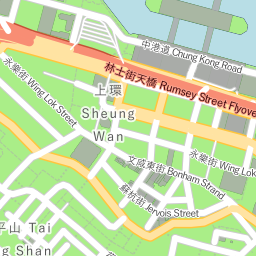 中港道 Chung Kong Road
林士街天橋 Rumsey Street Flyove
上環
Sheung
Wan
永樂街 Wing Lok Street
永樂街 Wing Lok
文咸東街 Bonham Strand
蘇杭街 Jervois Street
平山 Tai
g Shan